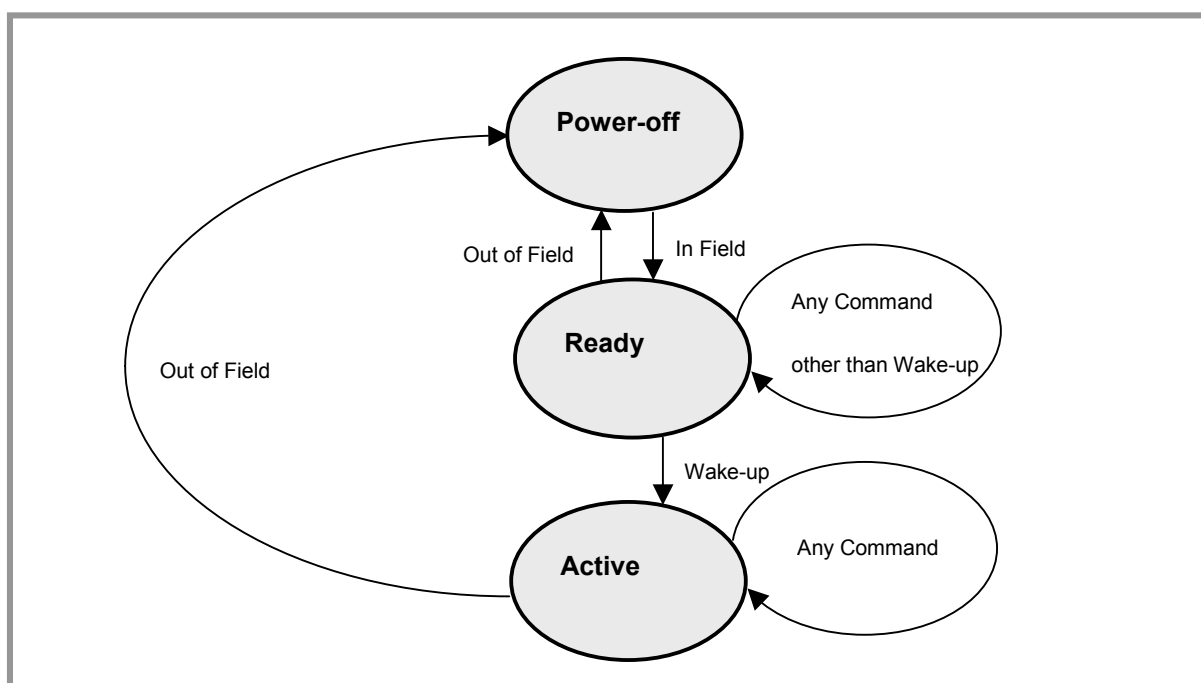 Power-off
Out of Field
In Field
Any Command
Ready
other than Wake-up
Out of Field
Wake-up
Any Command
Active